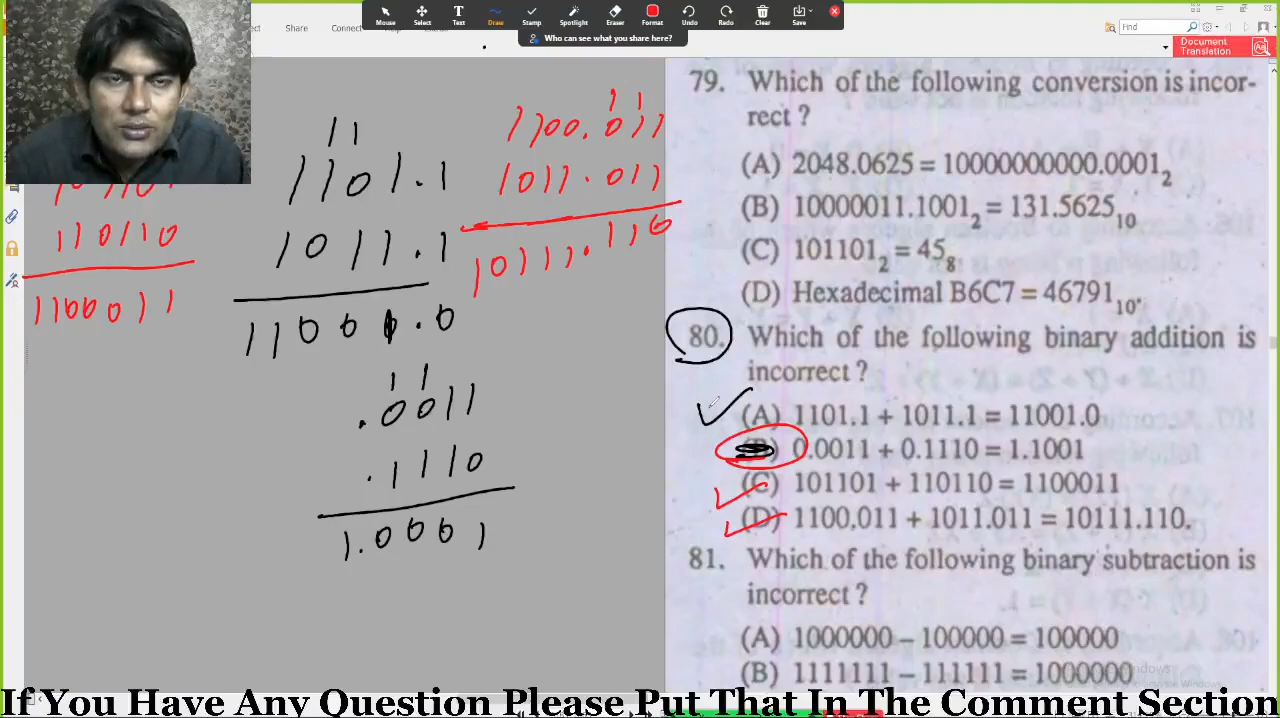 Mouse Select Text Draw Stamp Spotlight Eraser Format Undo Redo Clear Save
Who can see what you share here?
Share Connect
Find
Document
Translation
110110
1100011
11
1101.1
1011.1
11001.0
11
.0011
.1110
1.0001
11
1100.011
1011.011
10111.110
79. Which of the following conversion is incor-
rect ?
(A) 2048.0625 = 10000000000.0001₂
(B) 10000011.1001₂ = 131.5625₁₀
(C) 101101₂ = 45₈
(D) Hexadecimal B6C7 = 46791₁₀.
80. Which of the following binary addition is
incorrect ?
(A) 1101.1 + 1011.1 = 11001.0
(B) 0.0011 + 0.1110 = 1.1001
(C) 101101 + 110110 = 1100011
(D) 1100.011 + 1011.011 = 10111.110.
81. Which of the following binary subtraction is
incorrect ?
(A) 1000000 – 100000 = 100000
(B) 1111111 – 111111 = 1000000.
If You Have Any Question Please Put That In The Comment Section